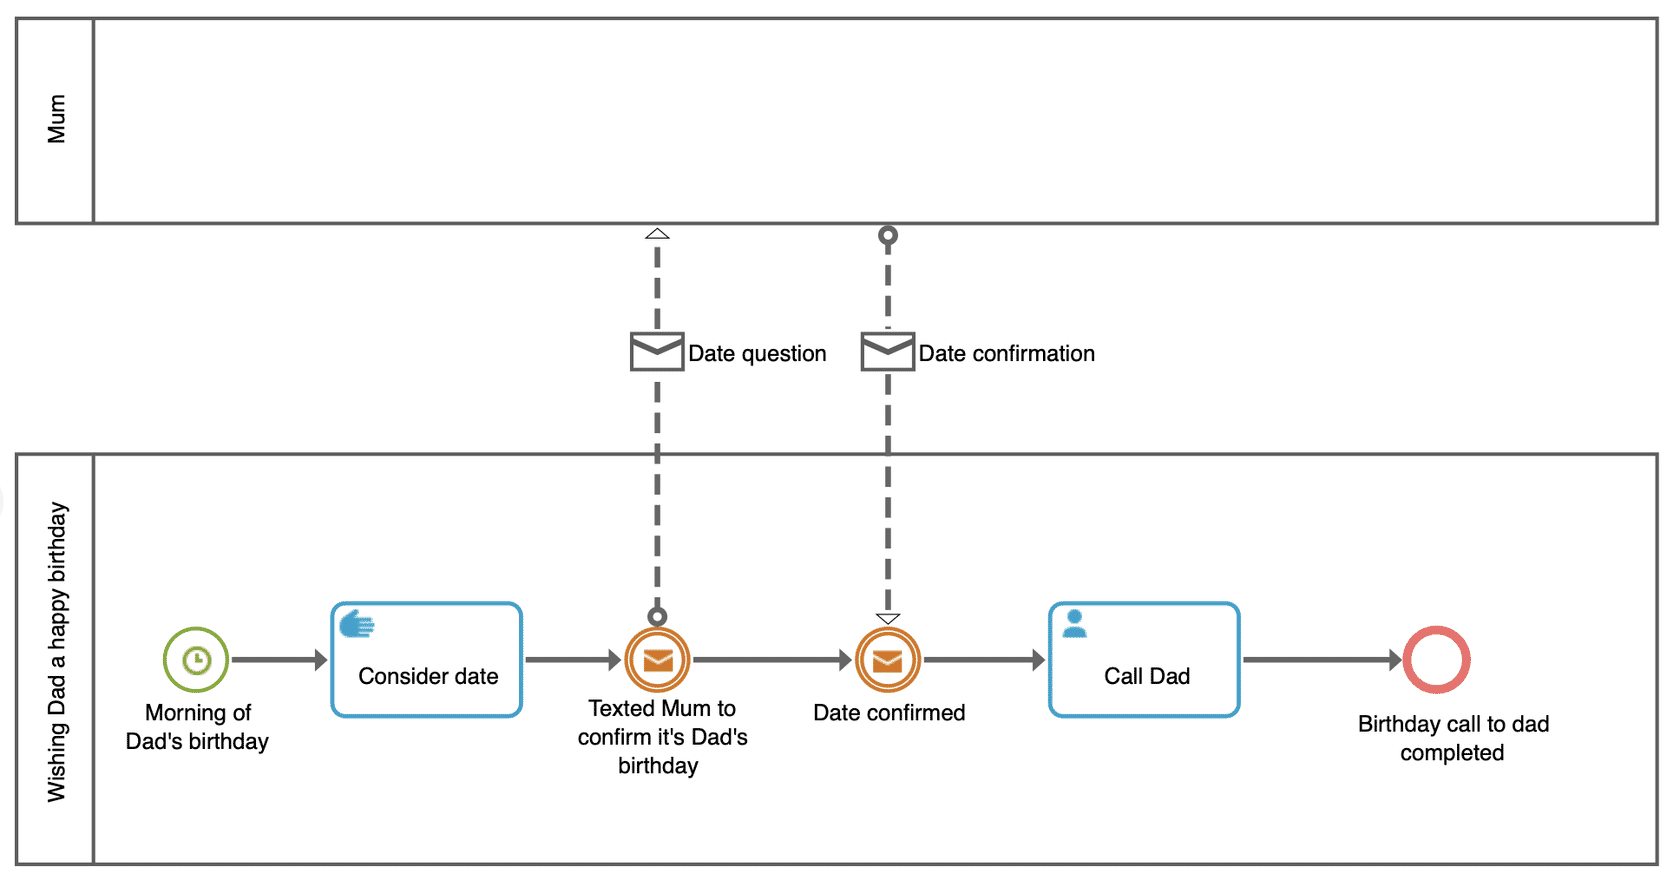 Mum
Date question
Date confirmation
Wishing Dad a happy birthday
Morning of
Dad's birthday
Consider date
Texted Mum to
confirm it's Dad's
birthday
Date confirmed
Call Dad
Birthday call to dad
completed